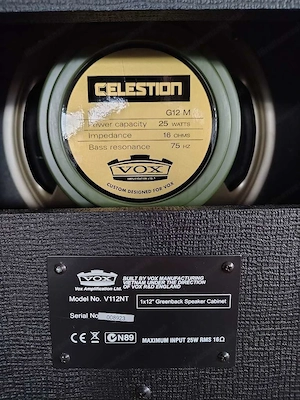 CELESTION
G12 M
Power capacity 25 WATTS
Impedance 16 OHMS
Bass resonance 75 HZ
VOX
CUSTOM DESIGNED FOR VOX
VOX
Vox Amplification Ltd.
BUILT BY VOX MANUFACTURING
VIETNAM UNDER THE DIRECTION
OF VOX R&D ENGLAND
Model No. V112NT
1x12" Greenback Speaker Cabinet
Serial No.
CE N89
MAXIMUM INPUT 25W RMS 16Ω